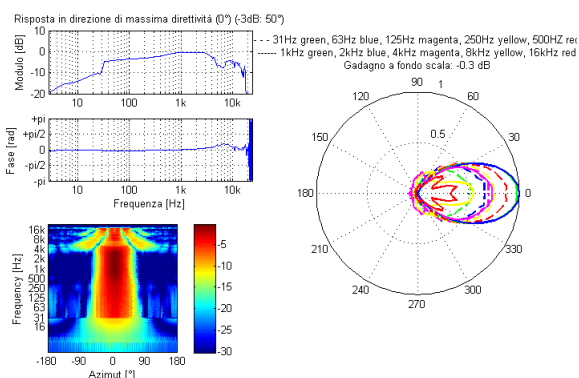 Risposta in direzione di massima direttività (0°) (-3dB: 50°)
- - - 31Hz green, 63Hz blue, 125Hz magenta, 250Hz yellow, 500HZ red
------ 1kHz green, 2kHz blue, 4kHz magenta, 8kHz yellow, 16kHz red
Gadagno a fondo scala: -0.3 dB
Modulo [dB]
10
0
-10
-20
10
100
1k
10k
Fase [rad]
+pi
+pi/2
0
-pi/2
-pi
10
100
1k
10k
Frequenza [Hz]
90
1
120
60
0.5
150
30
180
0
210
330
240
300
270
Frequency [Hz]
16k
8k
4k
2k
1k
500
250
125
63
31
16
-180
-90
0
90
180
Azimut [°]
-5
-10
-15
-20
-25
-30